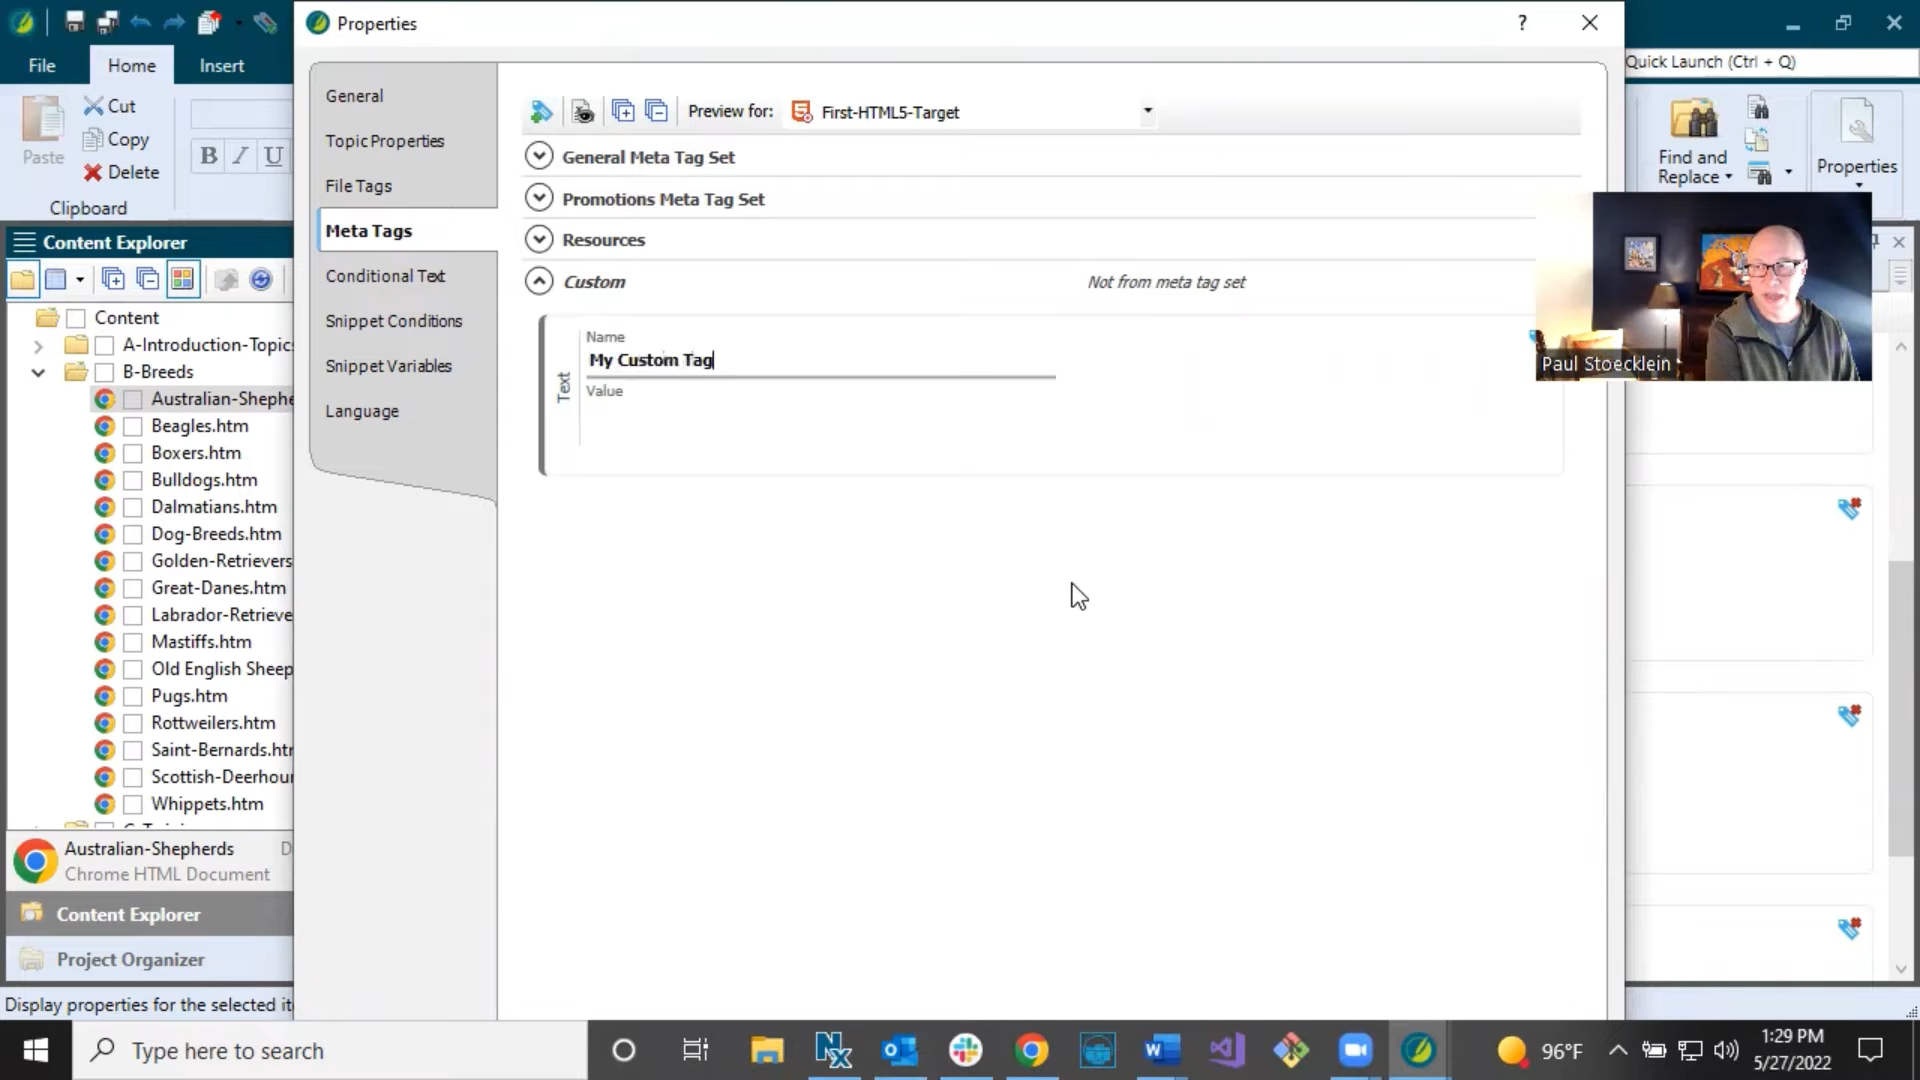 Properties
?
File
Home
Insert
Quick Launch (Ctrl + Q)
Cut
Copy
Delete
Paste
B I U
Clipboard
Find and
Replace
Properties
General
Topic Properties
File Tags
Meta Tags
Conditional Text
Snippet Conditions
Snippet Variables
Language
Preview for:
First-HTML5-Target
General Meta Tag Set
Promotions Meta Tag Set
Resources
Custom
Not from meta tag set
Text
Name
My Custom Tag
Value
Paul Stoecklein
Content Explorer
Content
A-Introduction-Topics
B-Breeds
Australian-Shephe
Beagles.htm
Boxers.htm
Bulldogs.htm
Dalmatians.htm
Dog-Breeds.htm
Golden-Retrievers
Great-Danes.htm
Labrador-Retrieve
Mastiffs.htm
Old English Sheep
Pugs.htm
Rottweilers.htm
Saint-Bernards.htm
Scottish-Deerhour
Whippets.htm
Australian-Shepherds
D
Chrome HTML Document
Content Explorer
Project Organizer
Display properties for the selected it
Type here to search
96°F
1:29 PM
5/27/2022